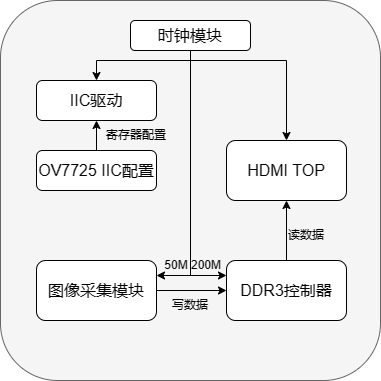 时钟模块
IIC驱动
寄存器配置
OV7725 IIC配置
HDMI TOP
读数据
50M 200M
图像采集模块
写数据
DDR3控制器